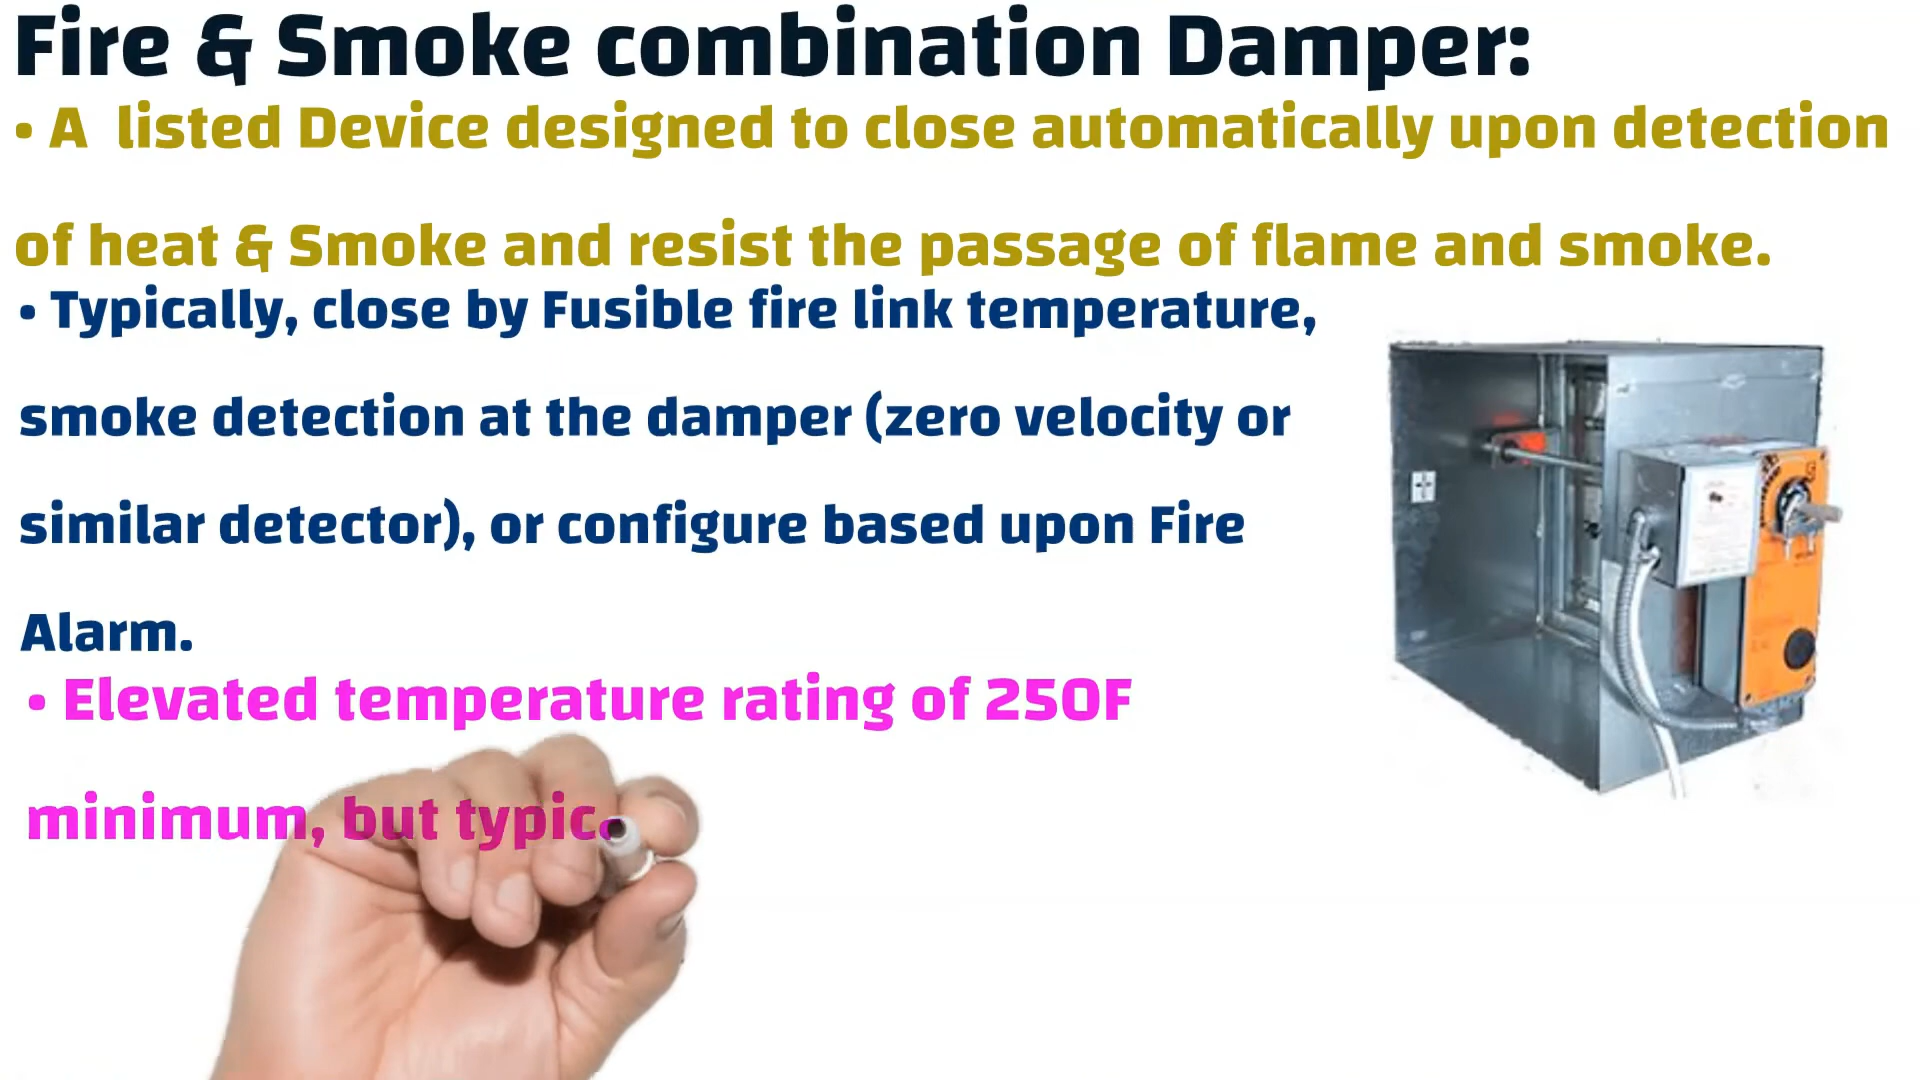 Fire & Smoke combination Damper:
• A listed Device designed to close automatically upon detection
of heat & Smoke and resist the passage of flame and smoke.
• Typically, close by Fusible fire link temperature,
smoke detection at the damper (zero velocity or
similar detector), or configure based upon Fire
Alarm.
• Elevated temperature rating of 250F
minimum, but typic